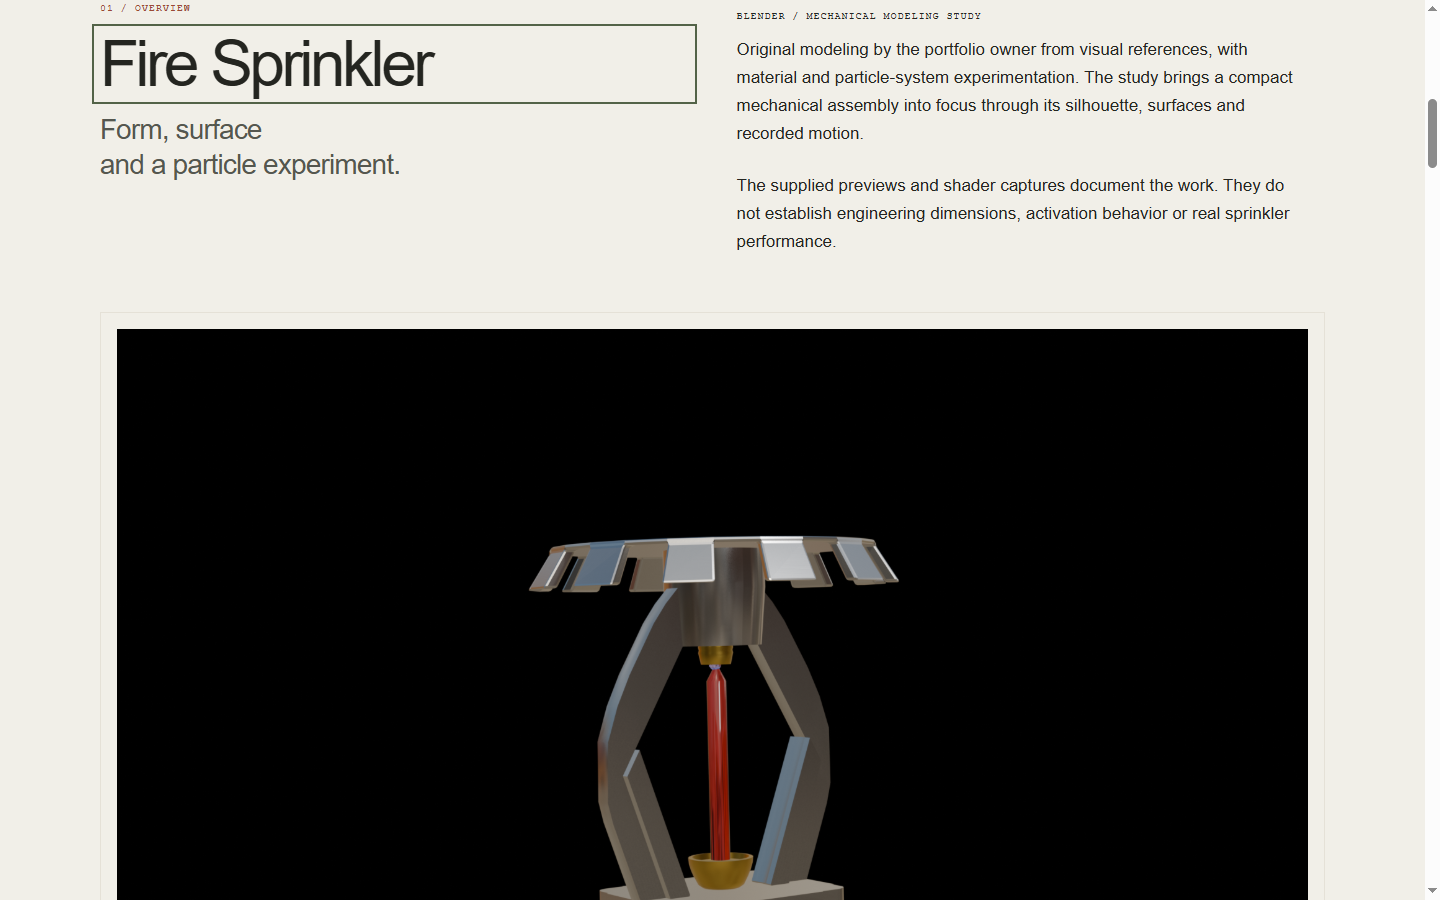 01 / OVERVIEW
Fire Sprinkler
Form, surface
and a particle experiment.
BLENDER / MECHANICAL MODELING STUDY
Original modeling by the portfolio owner from visual references, with
material and particle-system experimentation. The study brings a compact
mechanical assembly into focus through its silhouette, surfaces and
recorded motion.
The supplied previews and shader captures document the work. They do
not establish engineering dimensions, activation behavior or real sprinkler
performance.